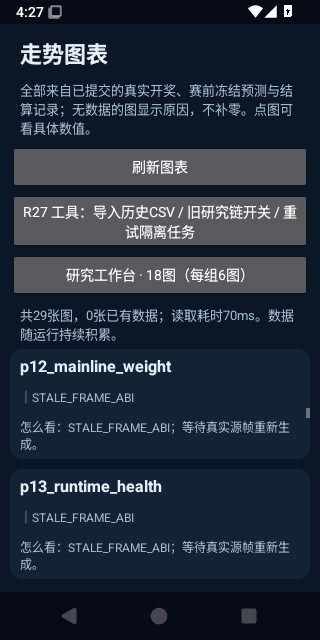 4:27
走势图表
全部来自已提交的真实开奖、赛前冻结预测与结
算记录；无数据的图显示原因，不补零。点图可
看具体数值。
刷新图表
R27 工具：导入历史CSV / 旧研究链开关 / 重
试隔离任务
研究工作台 · 18图（每组6图）
共29张图，0张已有数据；读取耗时70ms。数据
随运行持续积累。
p12_mainline_weight
｜STALE_FRAME_ABI
怎么看：STALE_FRAME_ABI；等待真实源帧重新生
成。
p13_runtime_health
｜STALE_FRAME_ABI
怎么看：STALE_FRAME_ABI；等待真实源帧重新生
成。